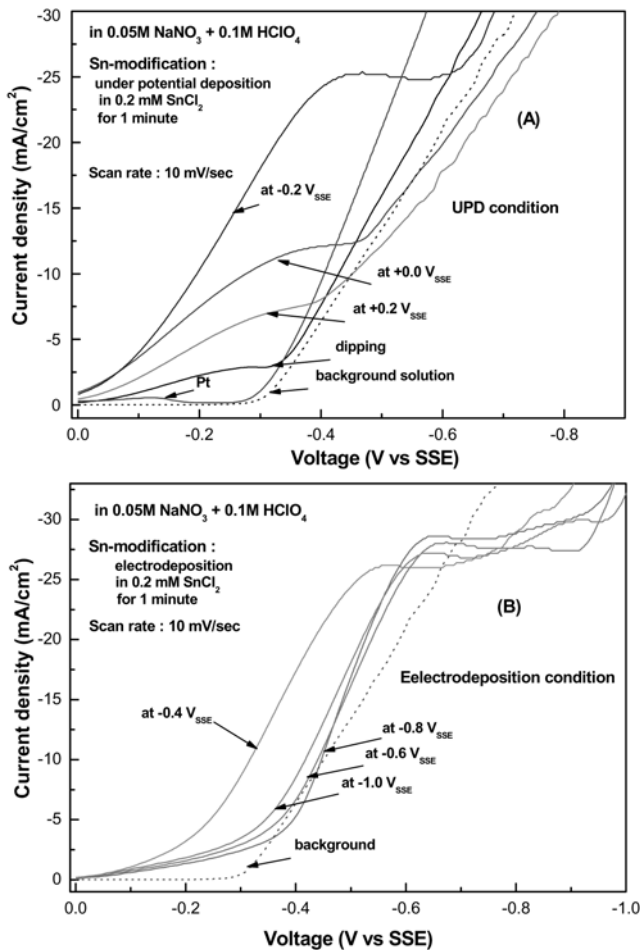 in 0.05M NaNO3 + 0.1M HClO4
Sn-modification :
under potential deposition
in 0.2 mM SnCl2
for 1 minute
Scan rate : 10 mV/sec
(A)
UPD condition
at -0.2 VSSE
at +0.0 VSSE
at +0.2 VSSE
dipping
background solution
Pt
-30
-25
-20
-15
-10
-5
0
Current density (mA/cm2)
0.0 -0.2 -0.4 -0.6 -0.8
Voltage (V vs SSE)
in 0.05M NaNO3 + 0.1M HClO4
Sn-modification :
electrodeposition
in 0.2 mM SnCl2
for 1 minute
Scan rate : 10 mV/sec
(B)
Eelectrodeposition condition
at -0.4 VSSE
at -0.8 VSSE
at -0.6 VSSE
at -1.0 VSSE
background
-30
-25
-20
-15
-10
-5
0
Current density (mA/cm2)
0.0 -0.2 -0.4 -0.6 -0.8 -1.0
Voltage (V vs SSE)